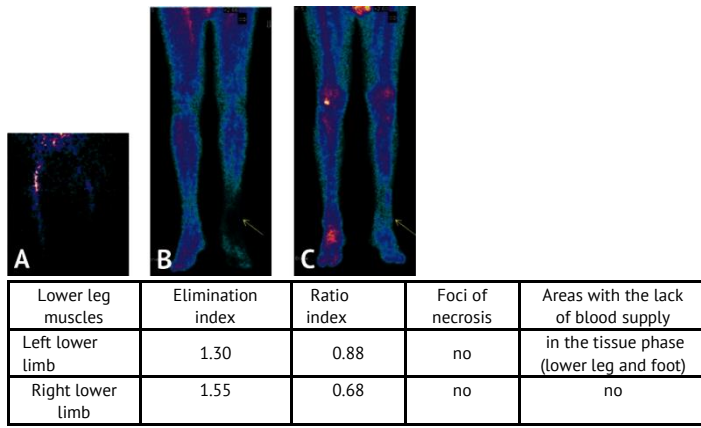 A
B
C
Lower leg muscles | Elimination index | Ratio index | Foci of necrosis | Areas with the lack of blood supply
Left lower limb | 1.30 | 0.88 | no | in the tissue phase (lower leg and foot)
Right lower limb | 1.55 | 0.68 | no | no